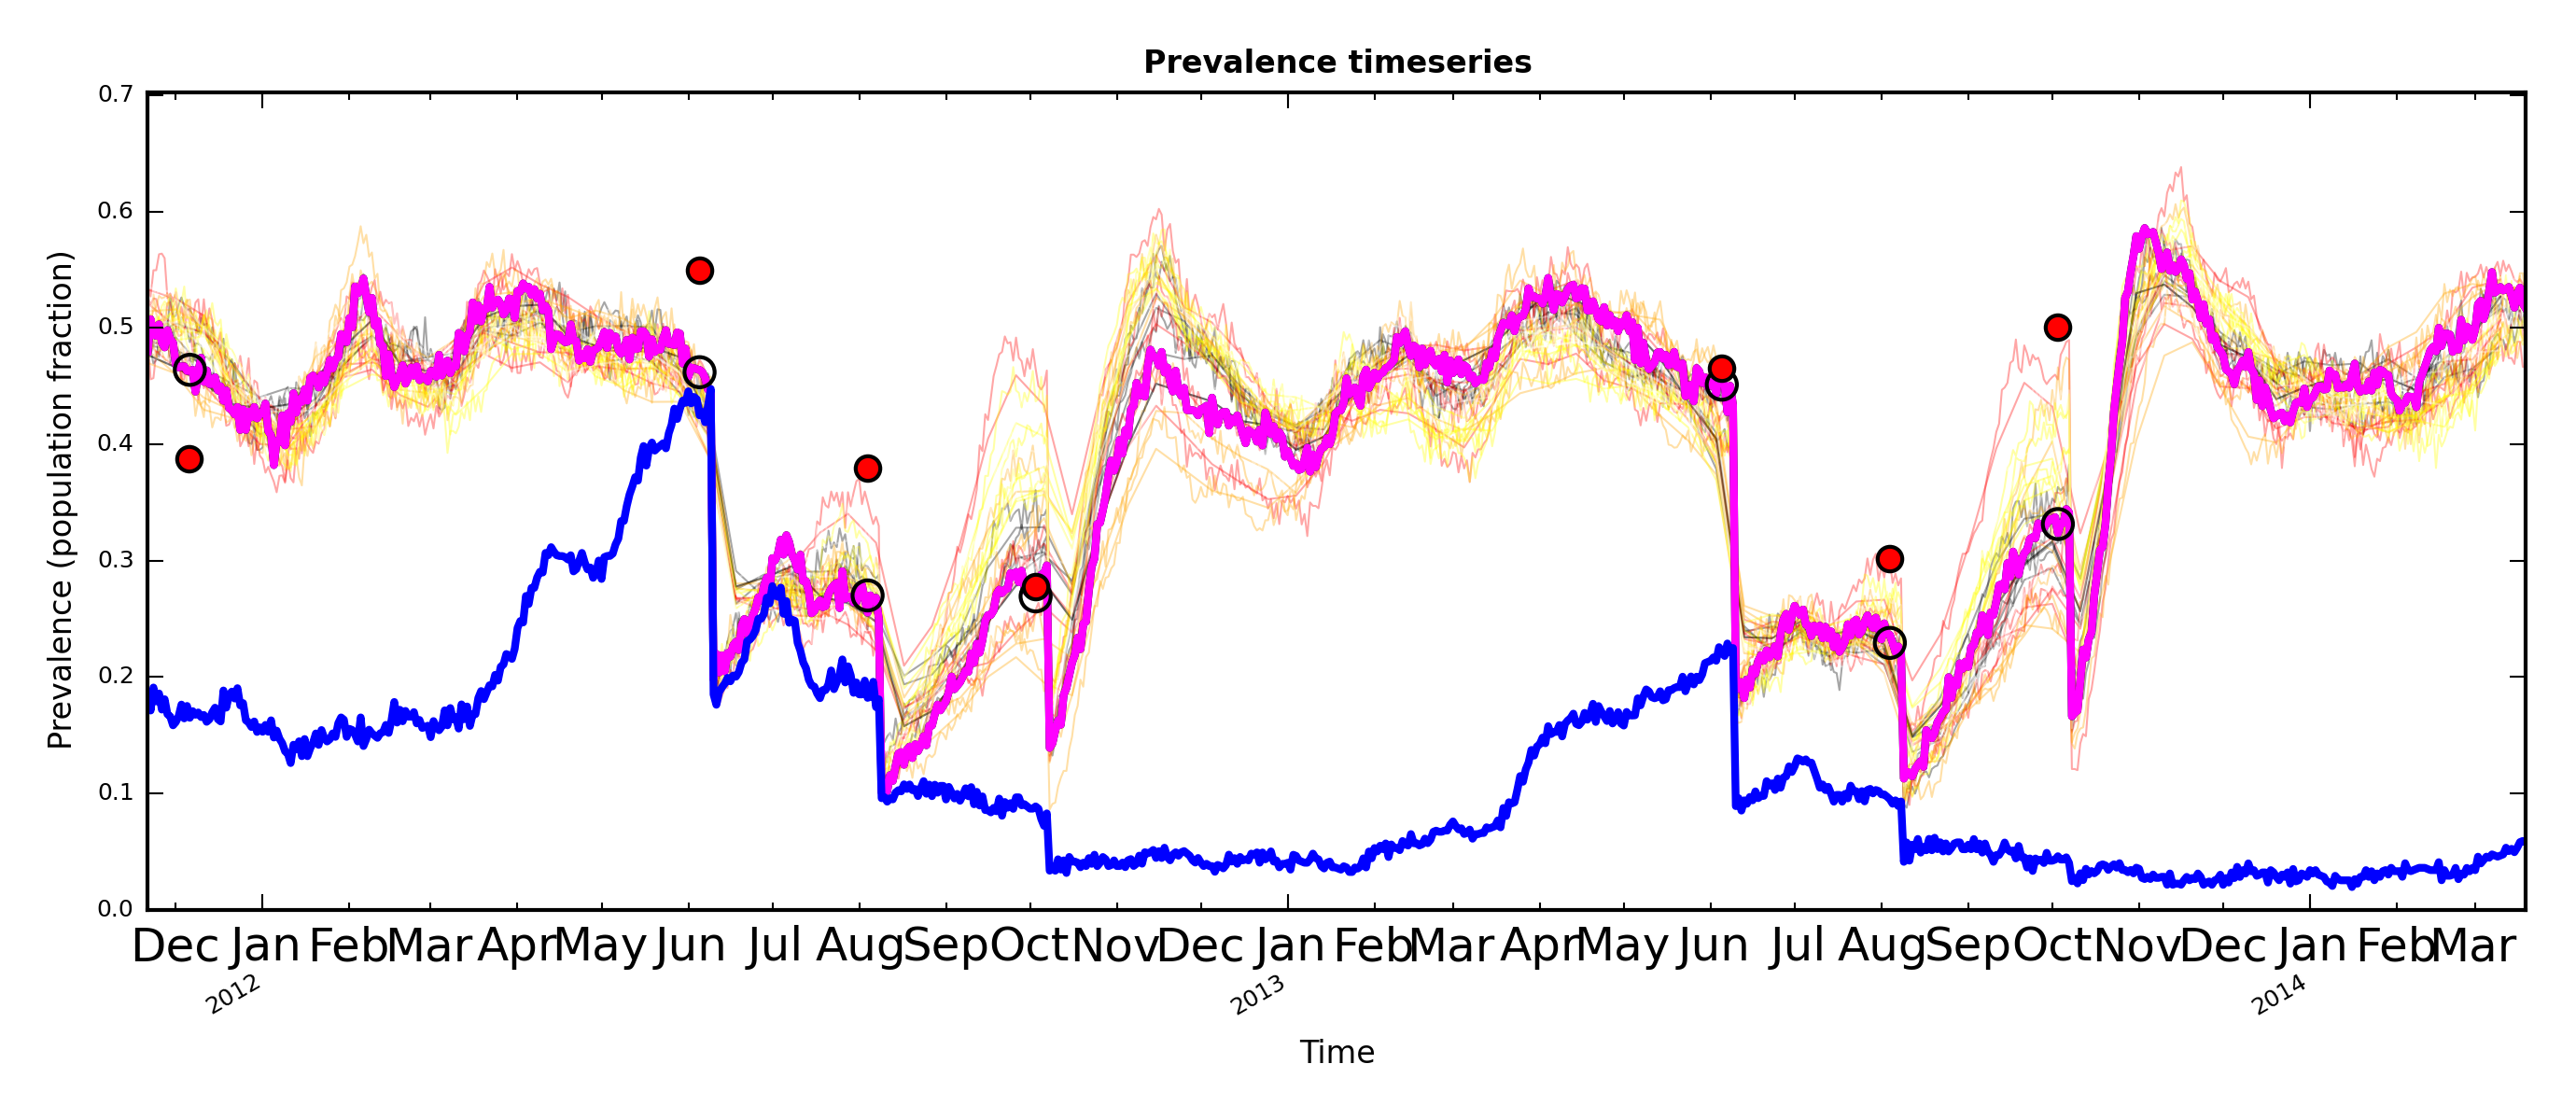 Prevalence timeseries
Prevalence (population fraction)
0.7
0.6
0.5
0.4
0.3
0.2
0.1
0.0
Dec Jan Feb Mar Apr May Jun Jul Aug Sep Oct Nov Dec Jan Feb Mar Apr May Jun Jul Aug Sep Oct Nov Dec Jan Feb Mar
2012 2013 2014
Time